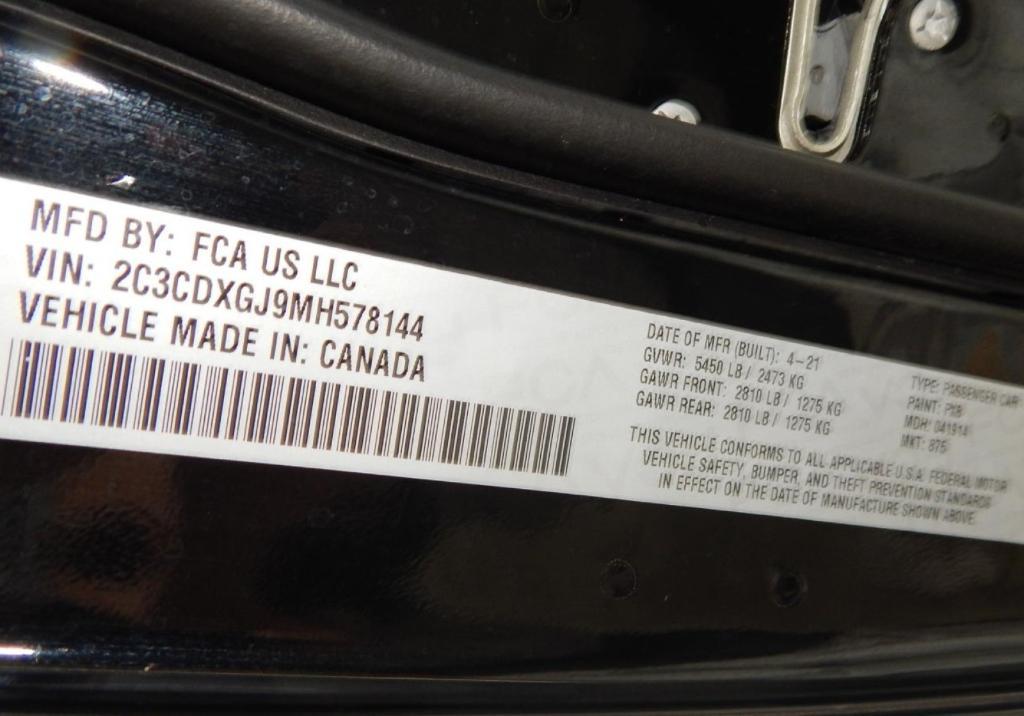 MFD BY: FCA US LLC
VIN: 2C3CDXGJ9MH578144
VEHICLE MADE IN: CANADA
DATE OF MFR (BUILT): 4-21
GVWR: 5450 LB / 2473 KG
GAWR FRONT: 2810 LB / 1275 KG
GAWR REAR: 2810 LB / 1275 KG
THIS VEHICLE CONFORMS TO ALL APPLICABLE U.S.A. FEDERAL MOTOR
VEHICLE SAFETY, BUMPER, AND THEFT PREVENTION STANDARDS
IN EFFECT ON THE DATE OF MANUFACTURE SHOWN ABOVE.
TYPE: PASSENGER CAR
PAINT: PX8
MDH: 041914
MKT: 875